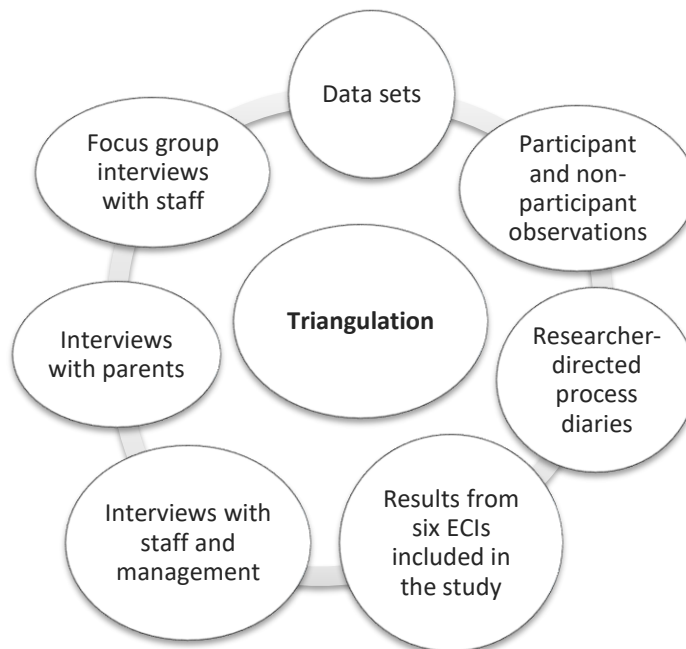 Data sets
Participant
and non-
participant
observations
Researcher-
directed
process
diaries
Results from
six ECIs
included in
the study
Interviews with
staff and
management
Interviews
with parents
Focus group
interviews
with staff
Triangulation